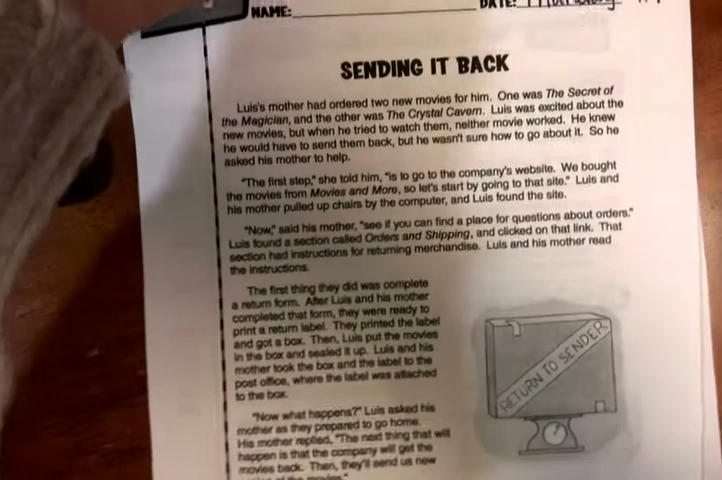 NAME:
DATE:
SENDING IT BACK
Luis's mother had ordered two new movies for him. One was The Secret of
the Magician, and the other was The Crystal Cavern. Luis was excited about the
new movies, but when he tried to watch them, neither movie worked. He knew
he would have to send them back, but he wasn't sure how to go about it. So he
asked his mother to help.
"The first step," she told him, "is to go to the company's website. We bought
the movies from Movies and More, so let's start by going to that site." Luis and
his mother pulled up chairs by the computer, and Luis found the site.
"Now," said his mother, "see if you can find a place for questions about orders."
Luis found a section called Orders and Shipping, and clicked on that link. That
section had instructions for returning merchandise. Luis and his mother read
the instructions.
The first thing they did was complete
a return form. After Luis and his mother
completed that form, they were ready to
print a return label. They printed the label
and got a box. Then, Luis put the movies
in the box and sealed it up. Luis and his
mother took the box and the label to the
post office, where the label was attached
to the box.
RETURN TO SENDER
"Now what happens?" Luis asked his
mother as they prepared to go home.
His mother replied, "The next thing that will
happen is that the company will get the
movies back. Then, they'll send us new